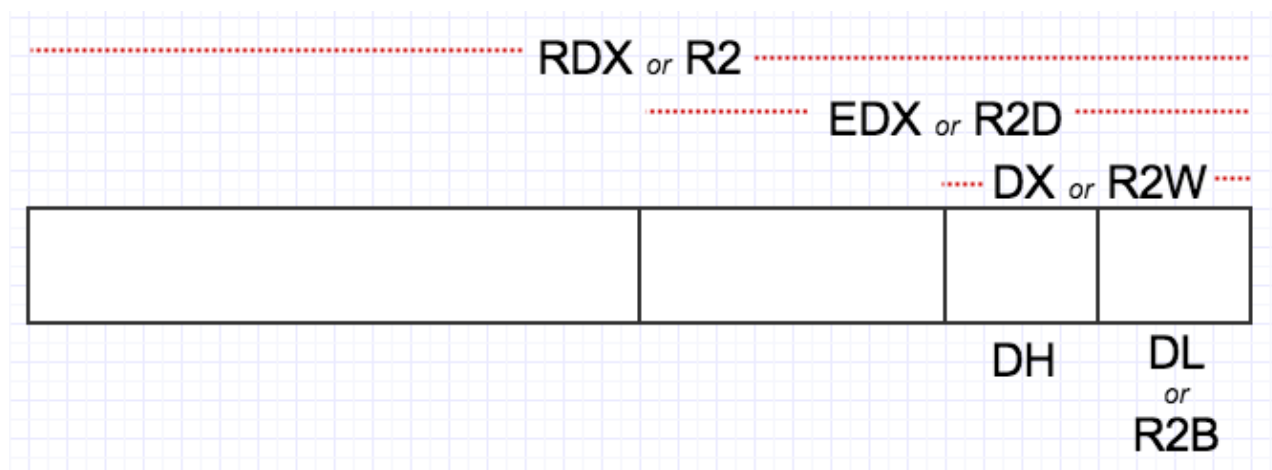 RDX or R2
EDX or R2D
DX or R2W
DH
DL
or
R2B